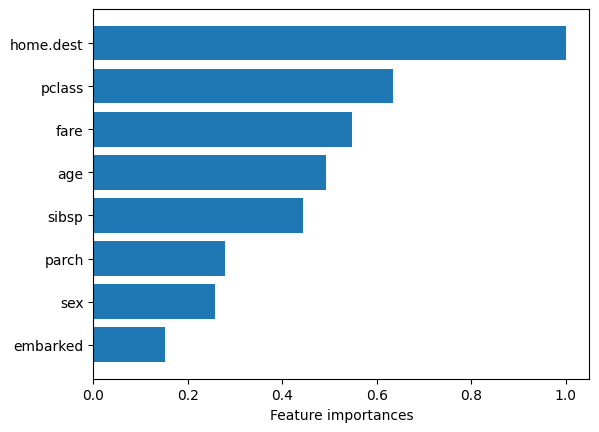 home.dest
pclass
fare
age
sibsp
parch
sex
embarked
0.0 0.2 0.4 0.6 0.8 1.0
Feature importances